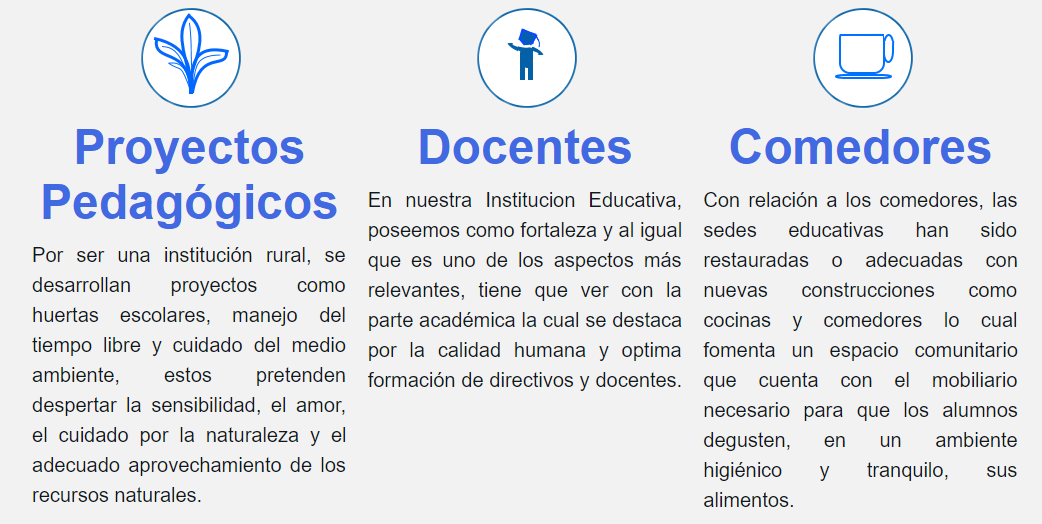 Proyectos
Pedagógicos
Por ser una institución rural, se
desarrollan proyectos como
huertas escolares, manejo del
tiempo libre y cuidado del medio
ambiente, estos pretenden
despertar la sensibilidad, el amor,
el cuidado por la naturaleza y el
adecuado aprovechamiento de los
recursos naturales.
Docentes
En nuestra Institucion Educativa,
poseemos como fortaleza y al igual
que es uno de los aspectos más
relevantes, tiene que ver con la
parte académica la cual se destaca
por la calidad humana y optima
formación de directivos y docentes.
Comedores
Con relación a los comedores, las
sedes educativas han sido
restauradas o adecuadas con
nuevas construcciones como
cocinas y comedores lo cual
fomenta un espacio comunitario
que cuenta con el mobiliario
necesario para que los alumnos
degusten, en un ambiente
higiénico y tranquilo, sus
alimentos.